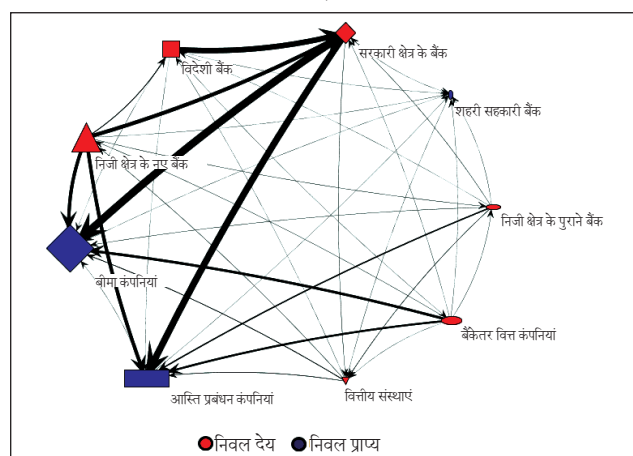 सरकारी क्षेत्र के बैंक
विदेशी बैंक
शहरी सहकारी बैंक
निजी क्षेत्र के नए बैंक
निजी क्षेत्र के पुराने बैंक
बीमा कंपनियां
बैंकेतर वित्त कंपनियां
आस्ति प्रबंधन कंपनियां
वित्तीय संस्थाएं
निवल देय
निवल प्राप्य